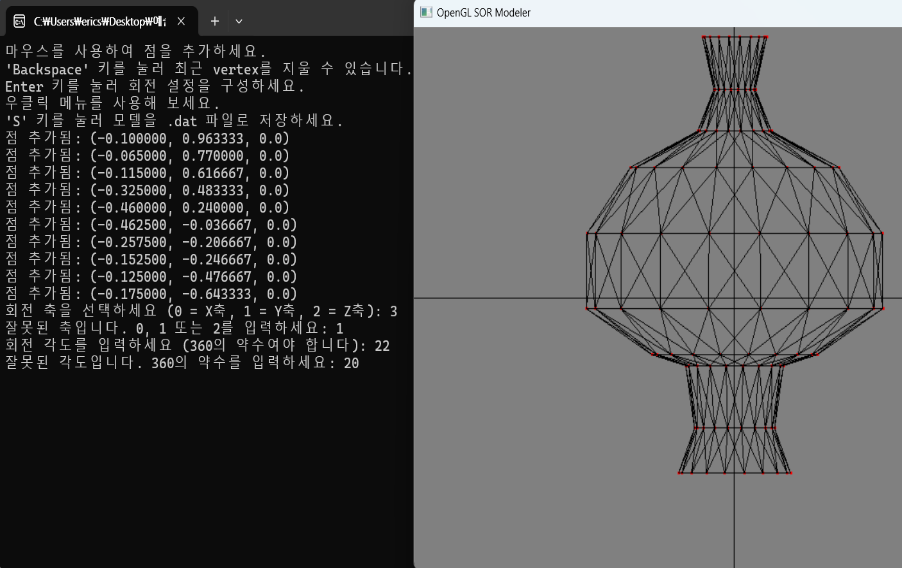 C:₩Users₩erics₩Desktop₩예
OpenGL SOR Modeler
마우스를 사용하여 점을 추가하세요.
'Backspace' 키를 눌러 최근 vertex를 지울 수 있습니다.
Enter 키를 눌러 회전 설정을 구성하세요.
우클릭 메뉴를 사용해 보세요.
'S' 키를 눌러 모델을 .dat 파일로 저장하세요.
점 추가됨: (-0.100000, 0.963333, 0.0)
점 추가됨: (-0.065000, 0.770000, 0.0)
점 추가됨: (-0.115000, 0.616667, 0.0)
점 추가됨: (-0.325000, 0.483333, 0.0)
점 추가됨: (-0.460000, 0.240000, 0.0)
점 추가됨: (-0.462500, -0.036667, 0.0)
점 추가됨: (-0.257500, -0.206667, 0.0)
점 추가됨: (-0.152500, -0.246667, 0.0)
점 추가됨: (-0.125000, -0.476667, 0.0)
점 추가됨: (-0.175000, -0.643333, 0.0)
회전 축을 선택하세요 (0 = X축, 1 = Y축, 2 = Z축): 3
잘못된 축입니다. 0, 1 또는 2를 입력하세요: 1
회전 각도를 입력하세요 (360의 약수여야 합니다): 22
잘못된 각도입니다. 360의 약수를 입력하세요: 20